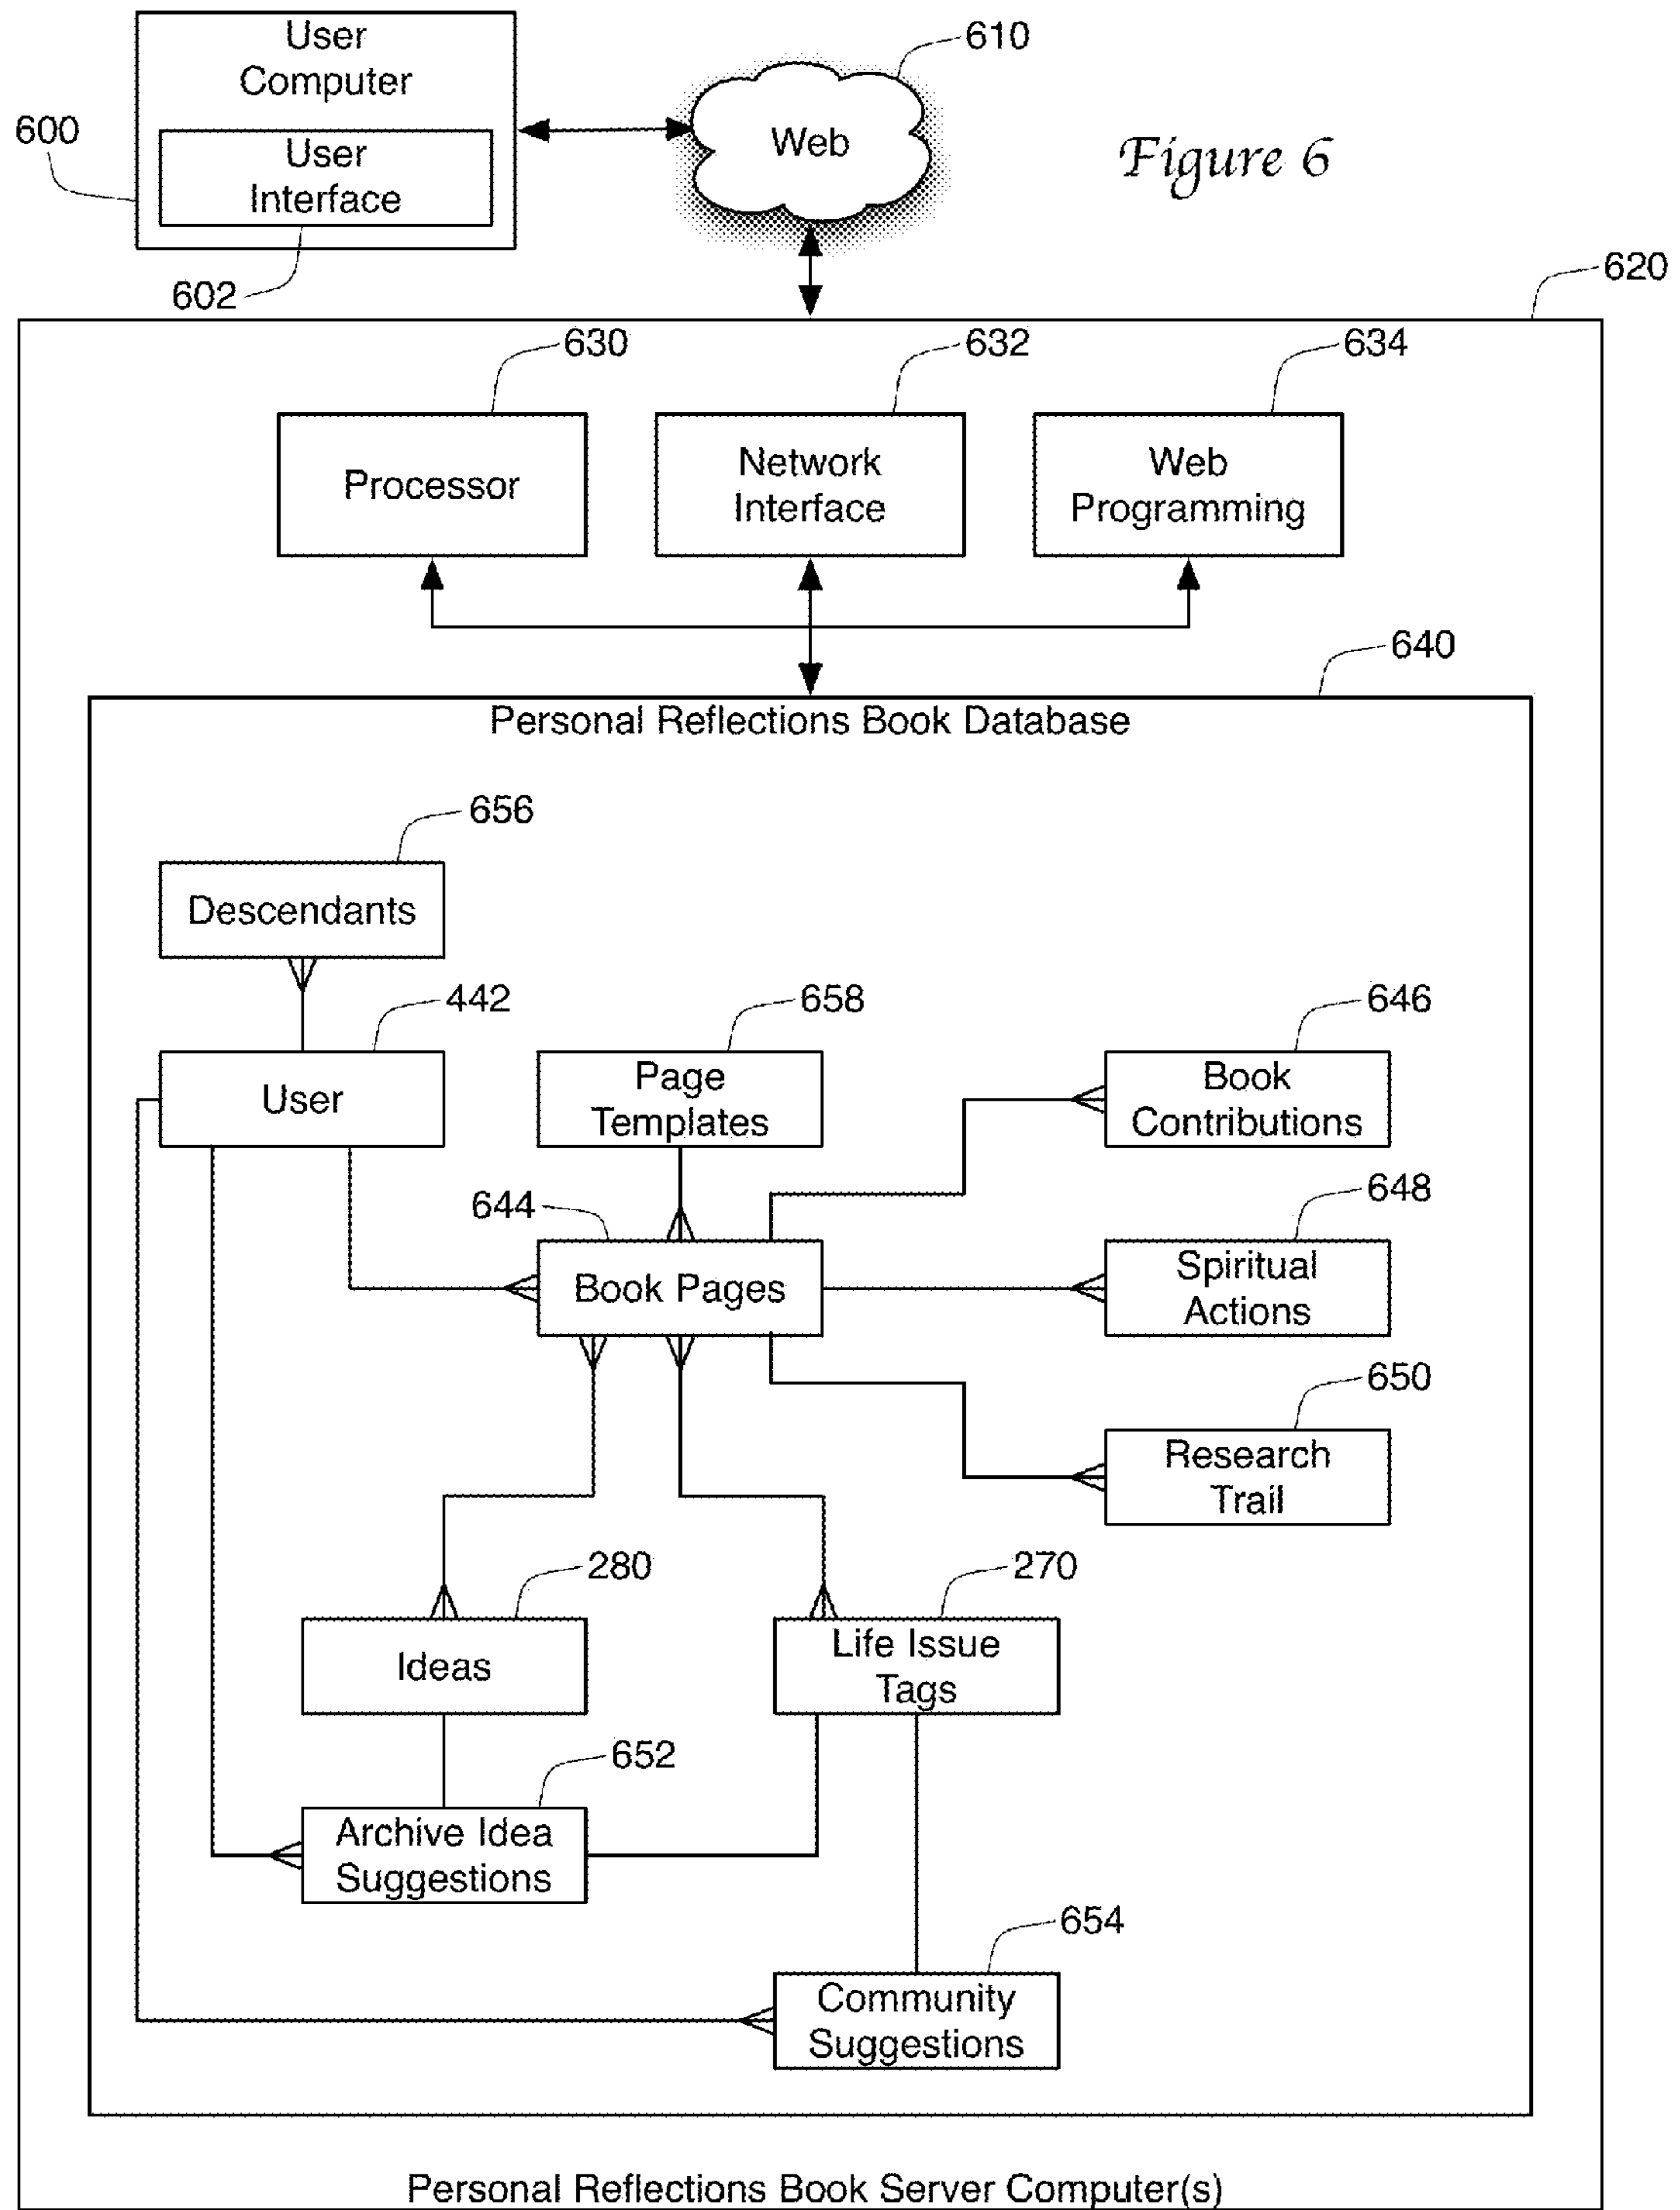 User
Computer
610
600
User
Interface
Web
Figure 6
602
620
630
632
634
Processor
Network
Interface
Web
Programming
640
Personal Reflections Book Database
656
Descendants
442
658
646
User
Page
Templates
Book
Contributions
644
648
Book Pages
Spiritual
Actions
650
Research
Trail
280
270
Ideas
Life Issue
Tags
652
Archive Idea
Suggestions
654
Community
Suggestions
Personal Reflections Book Server Computer(s)